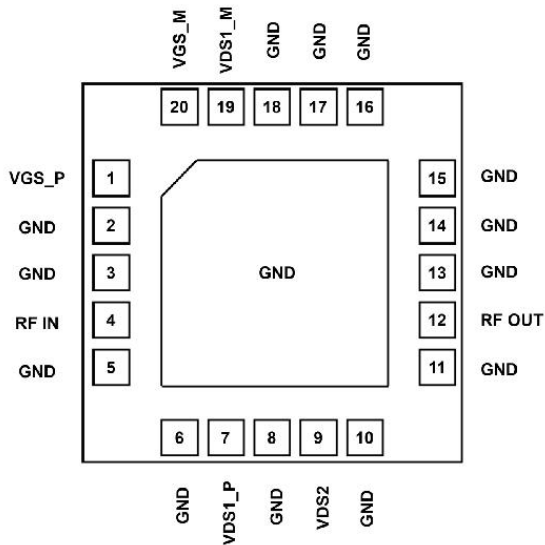 VGS_M VDS1_M GND GND GND
20 19 18 17 16
VGS_P 1 15 GND
GND 2 14 GND
GND 3 GND 13 GND
RF IN 4 12 RF OUT
GND 5 11 GND
6 7 8 9 10
GND VDS1_P GND VDS2 GND